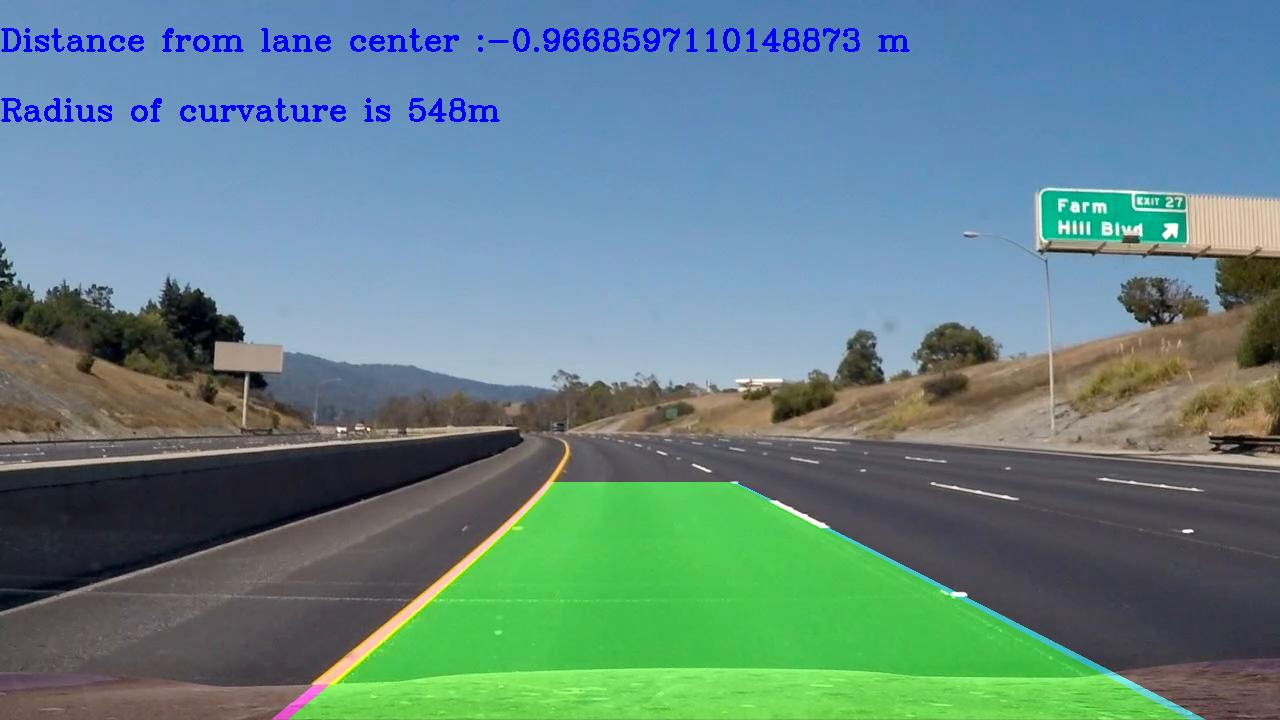 Distance from lane center :-0.9668597110148873 m
Radius of curvature is 548m
EXIT 27
Farm
Hill Blvd